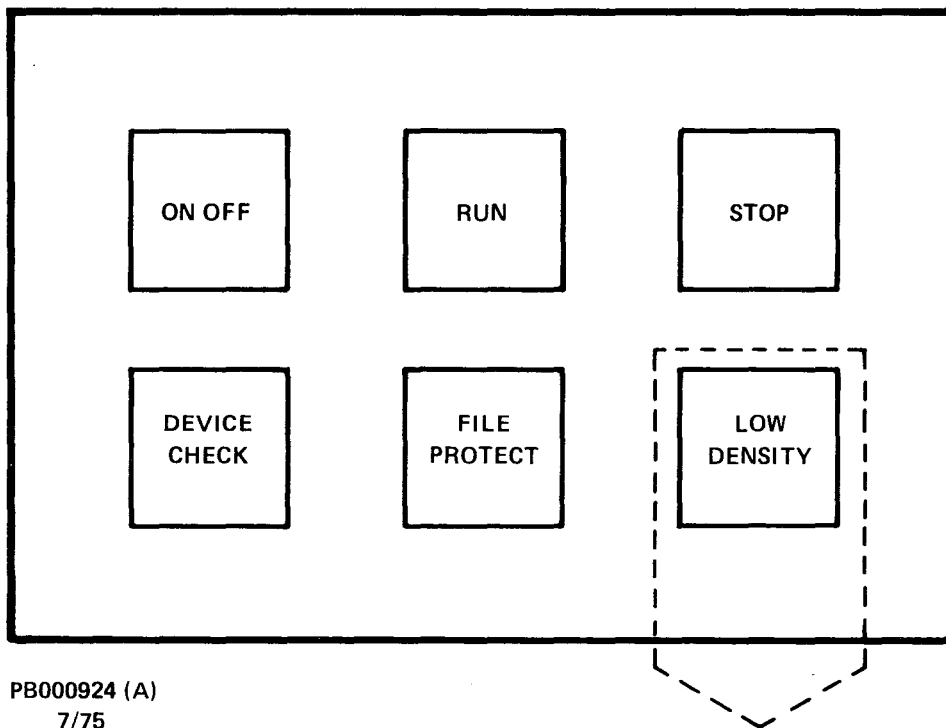 ON OFF
RUN
STOP
DEVICE
CHECK
FILE
PROTECT
LOW
DENSITY
PB000924 (A)
7/75